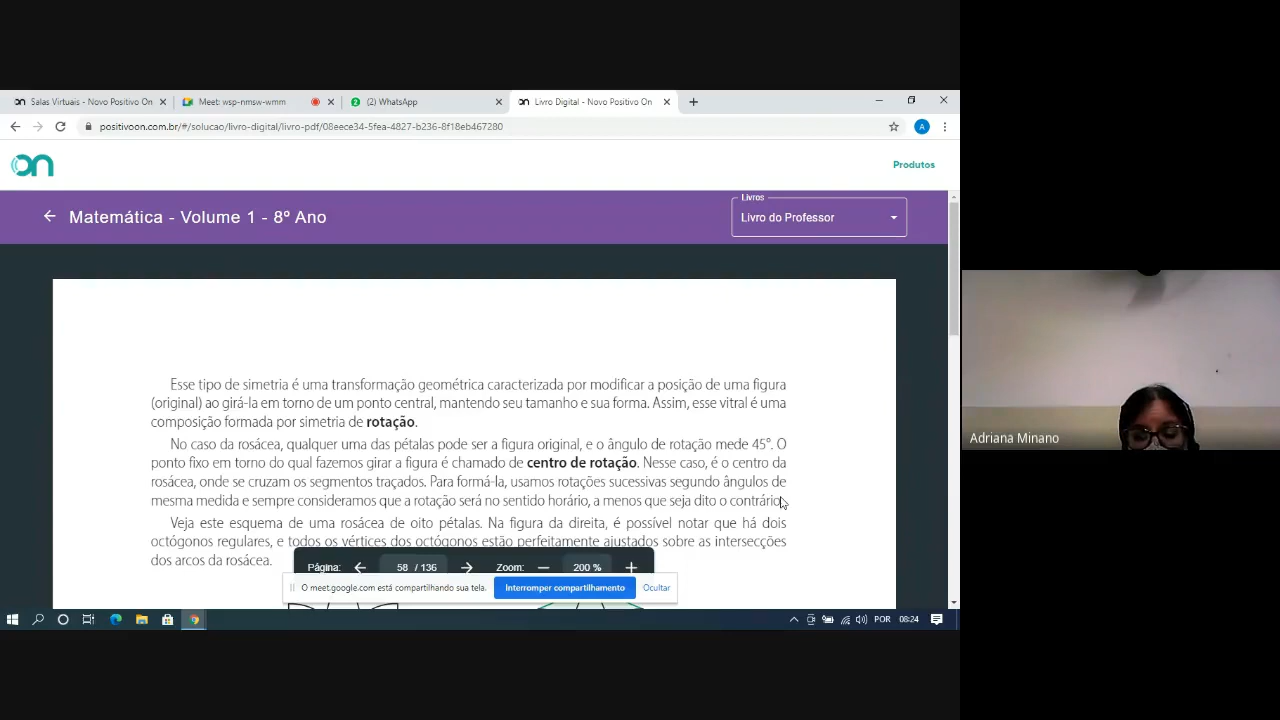 Salas Virtuais - Novo Positivo On
Meet: wsp-nmsw-wmm
(2) WhatsApp
Livro Digital - Novo Positivo On
positivoon.com.br/#/solucao/livro-digital/livro-pdf/08eece34-5fea-4827-b236-8f18eb467280
A
on
Produtos
Matemática - Volume 1 - 8º Ano
Livros
Livro do Professor
Esse tipo de simetria é uma transformação geométrica caracterizada por modificar a posição de uma figura
(original) ao girá-la em torno de um ponto central, mantendo seu tamanho e sua forma. Assim, esse vitral é uma
composição formada por simetria de rotação.
No caso da rosácea, qualquer uma das pétalas pode ser a figura original, e o ângulo de rotação mede 45°. O
ponto fixo em torno do qual fazemos girar a figura é chamado de centro de rotação. Nesse caso, é o centro da
rosácea, onde se cruzam os segmentos traçados. Para formá-la, usamos rotações sucessivas segundo ângulos de
mesma medida e sempre consideramos que a rotação será no sentido horário, a menos que seja dito o contrário.
Veja este esquema de uma rosácea de oito pétalas. Na figura da direita, é possível notar que há dois
octógonos regulares, e todos os vértices dos octógonos estão perfeitamente ajustados sobre as intersecções
dos arcos da rosácea.
Página: 58 / 136 Zoom: 200 %
O meet.google.com está compartilhando sua tela. Interromper compartilhamento Ocultar
POR 08:24
Adriana Minano